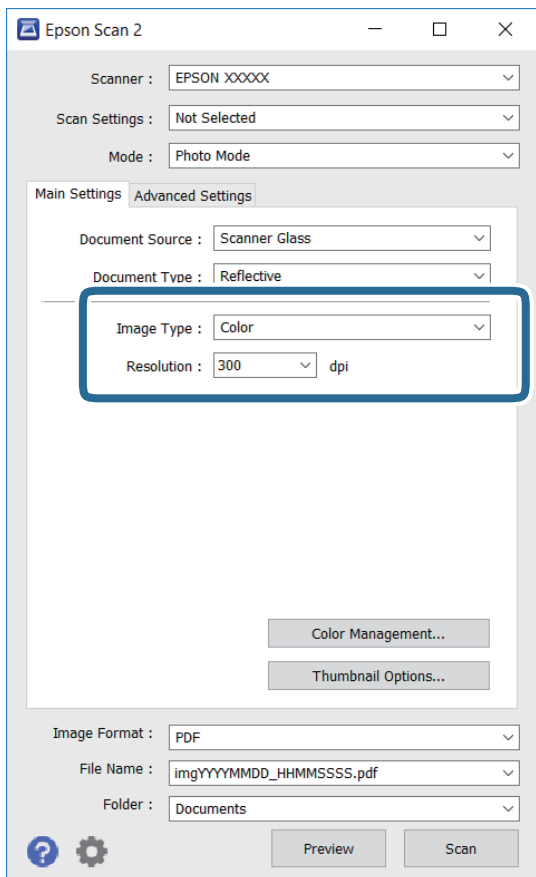 Epson Scan 2
Scanner : EPSON XXXXX
Scan Settings : Not Selected
Mode : Photo Mode
Main Settings Advanced Settings
Document Source : Scanner Glass
Document Type : Reflective
Image Type : Color
Resolution : 300 dpi
Color Management...
Thumbnail Options...
Image Format : PDF
File Name : imgYYYYMMDD_HHMMSSSS.pdf
Folder : Documents
? Preview Scan